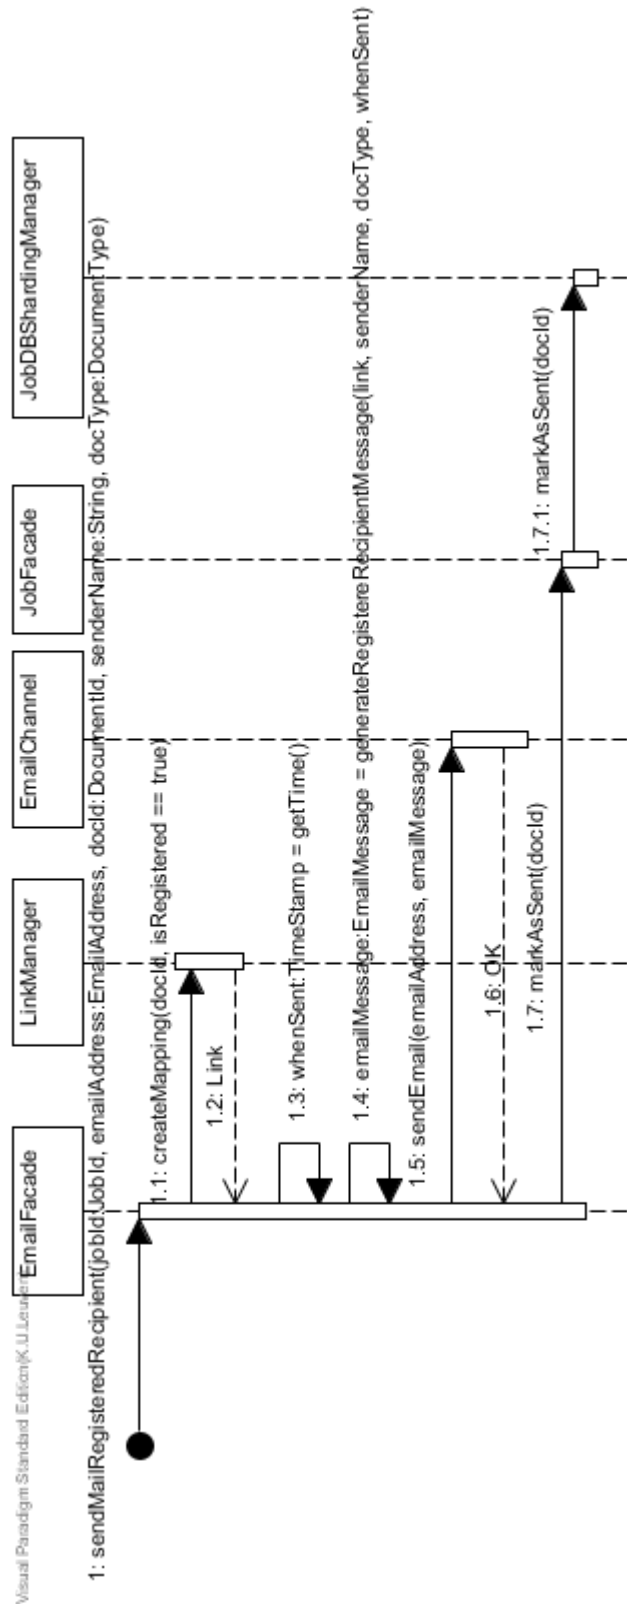 Visual Paradigm Standard Edition(K.U.Leuven)
EmailFacade
LinkManager
EmailChannel
JobFacade
JobDBShardingManager
1: sendMailRegisteredRecipient(jobId:JobId, emailAddress:EmailAddress, docId:DocumentId, senderName:String, docType:DocumentType)
1.1: createMapping(docId, isRegistered == true)
1.2: Link
1.3: whenSent:TimeStamp = getTime()
1.4: emailMessage:EmailMessage = generateRegistereRecipientMessage(link, senderName, docType, whenSent)
1.5: sendEmail(emailAddress, emailMessage)
1.6: OK
1.7: markAsSent(docId)
1.7.1: markAsSent(docId)